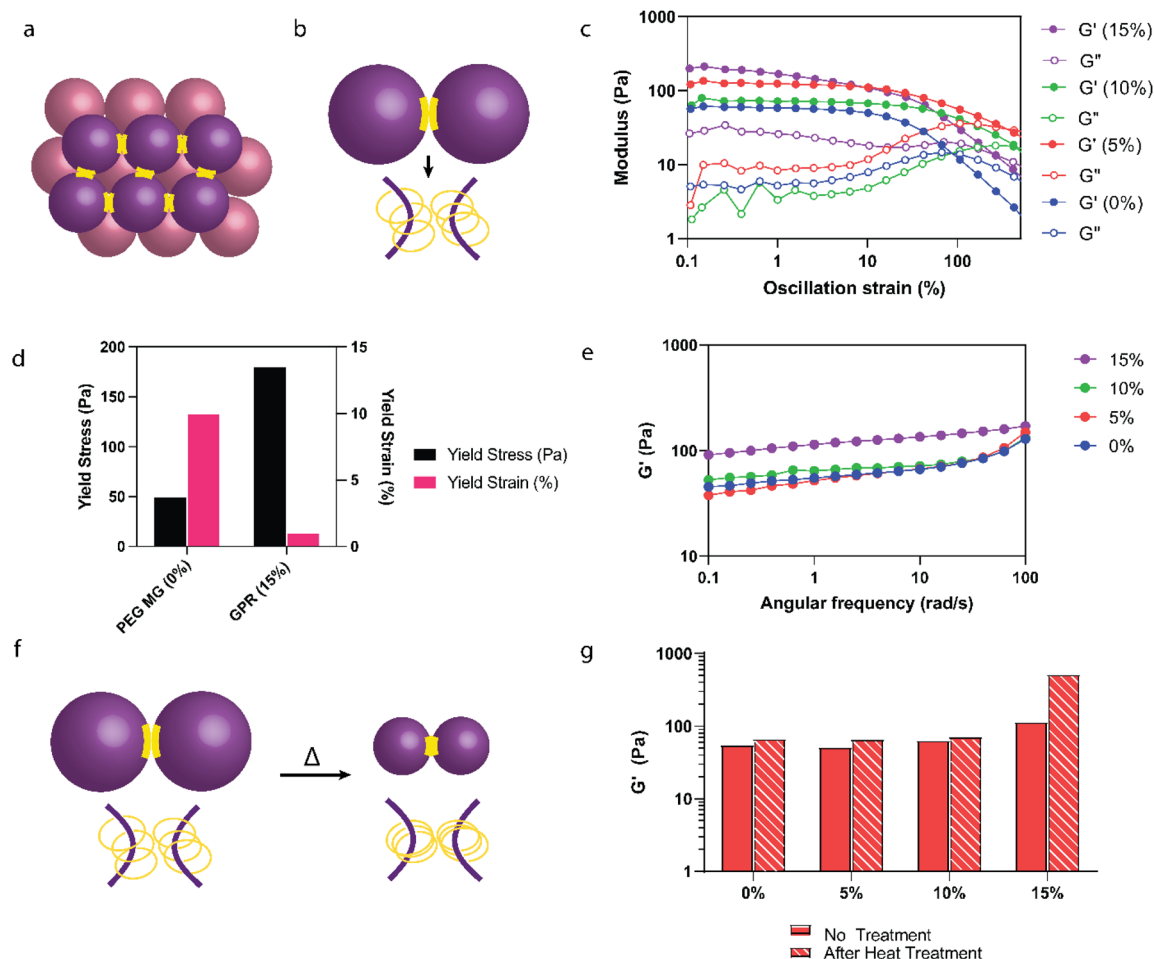 a
b
c
1000
100
10
1
Modulus (Pa)
0.1
1
10
100
Oscillation strain (%)
G' (15%)
G"
G' (10%)
G"
G' (5%)
G"
G' (0%)
G"
d
200
150
100
50
0
Yield Stress (Pa)
15
10
5
0
Yield Strain (%)
PEG MG (0%)
GPR (15%)
Yield Stress (Pa)
Yield Strain (%)
e
1000
100
10
G' (Pa)
0.1
1
10
100
Angular frequency (rad/s)
15%
10%
5%
0%
f
Δ
g
1000
100
10
1
G' (Pa)
0%
5%
10%
15%
No Treatment
After Heat Treatment